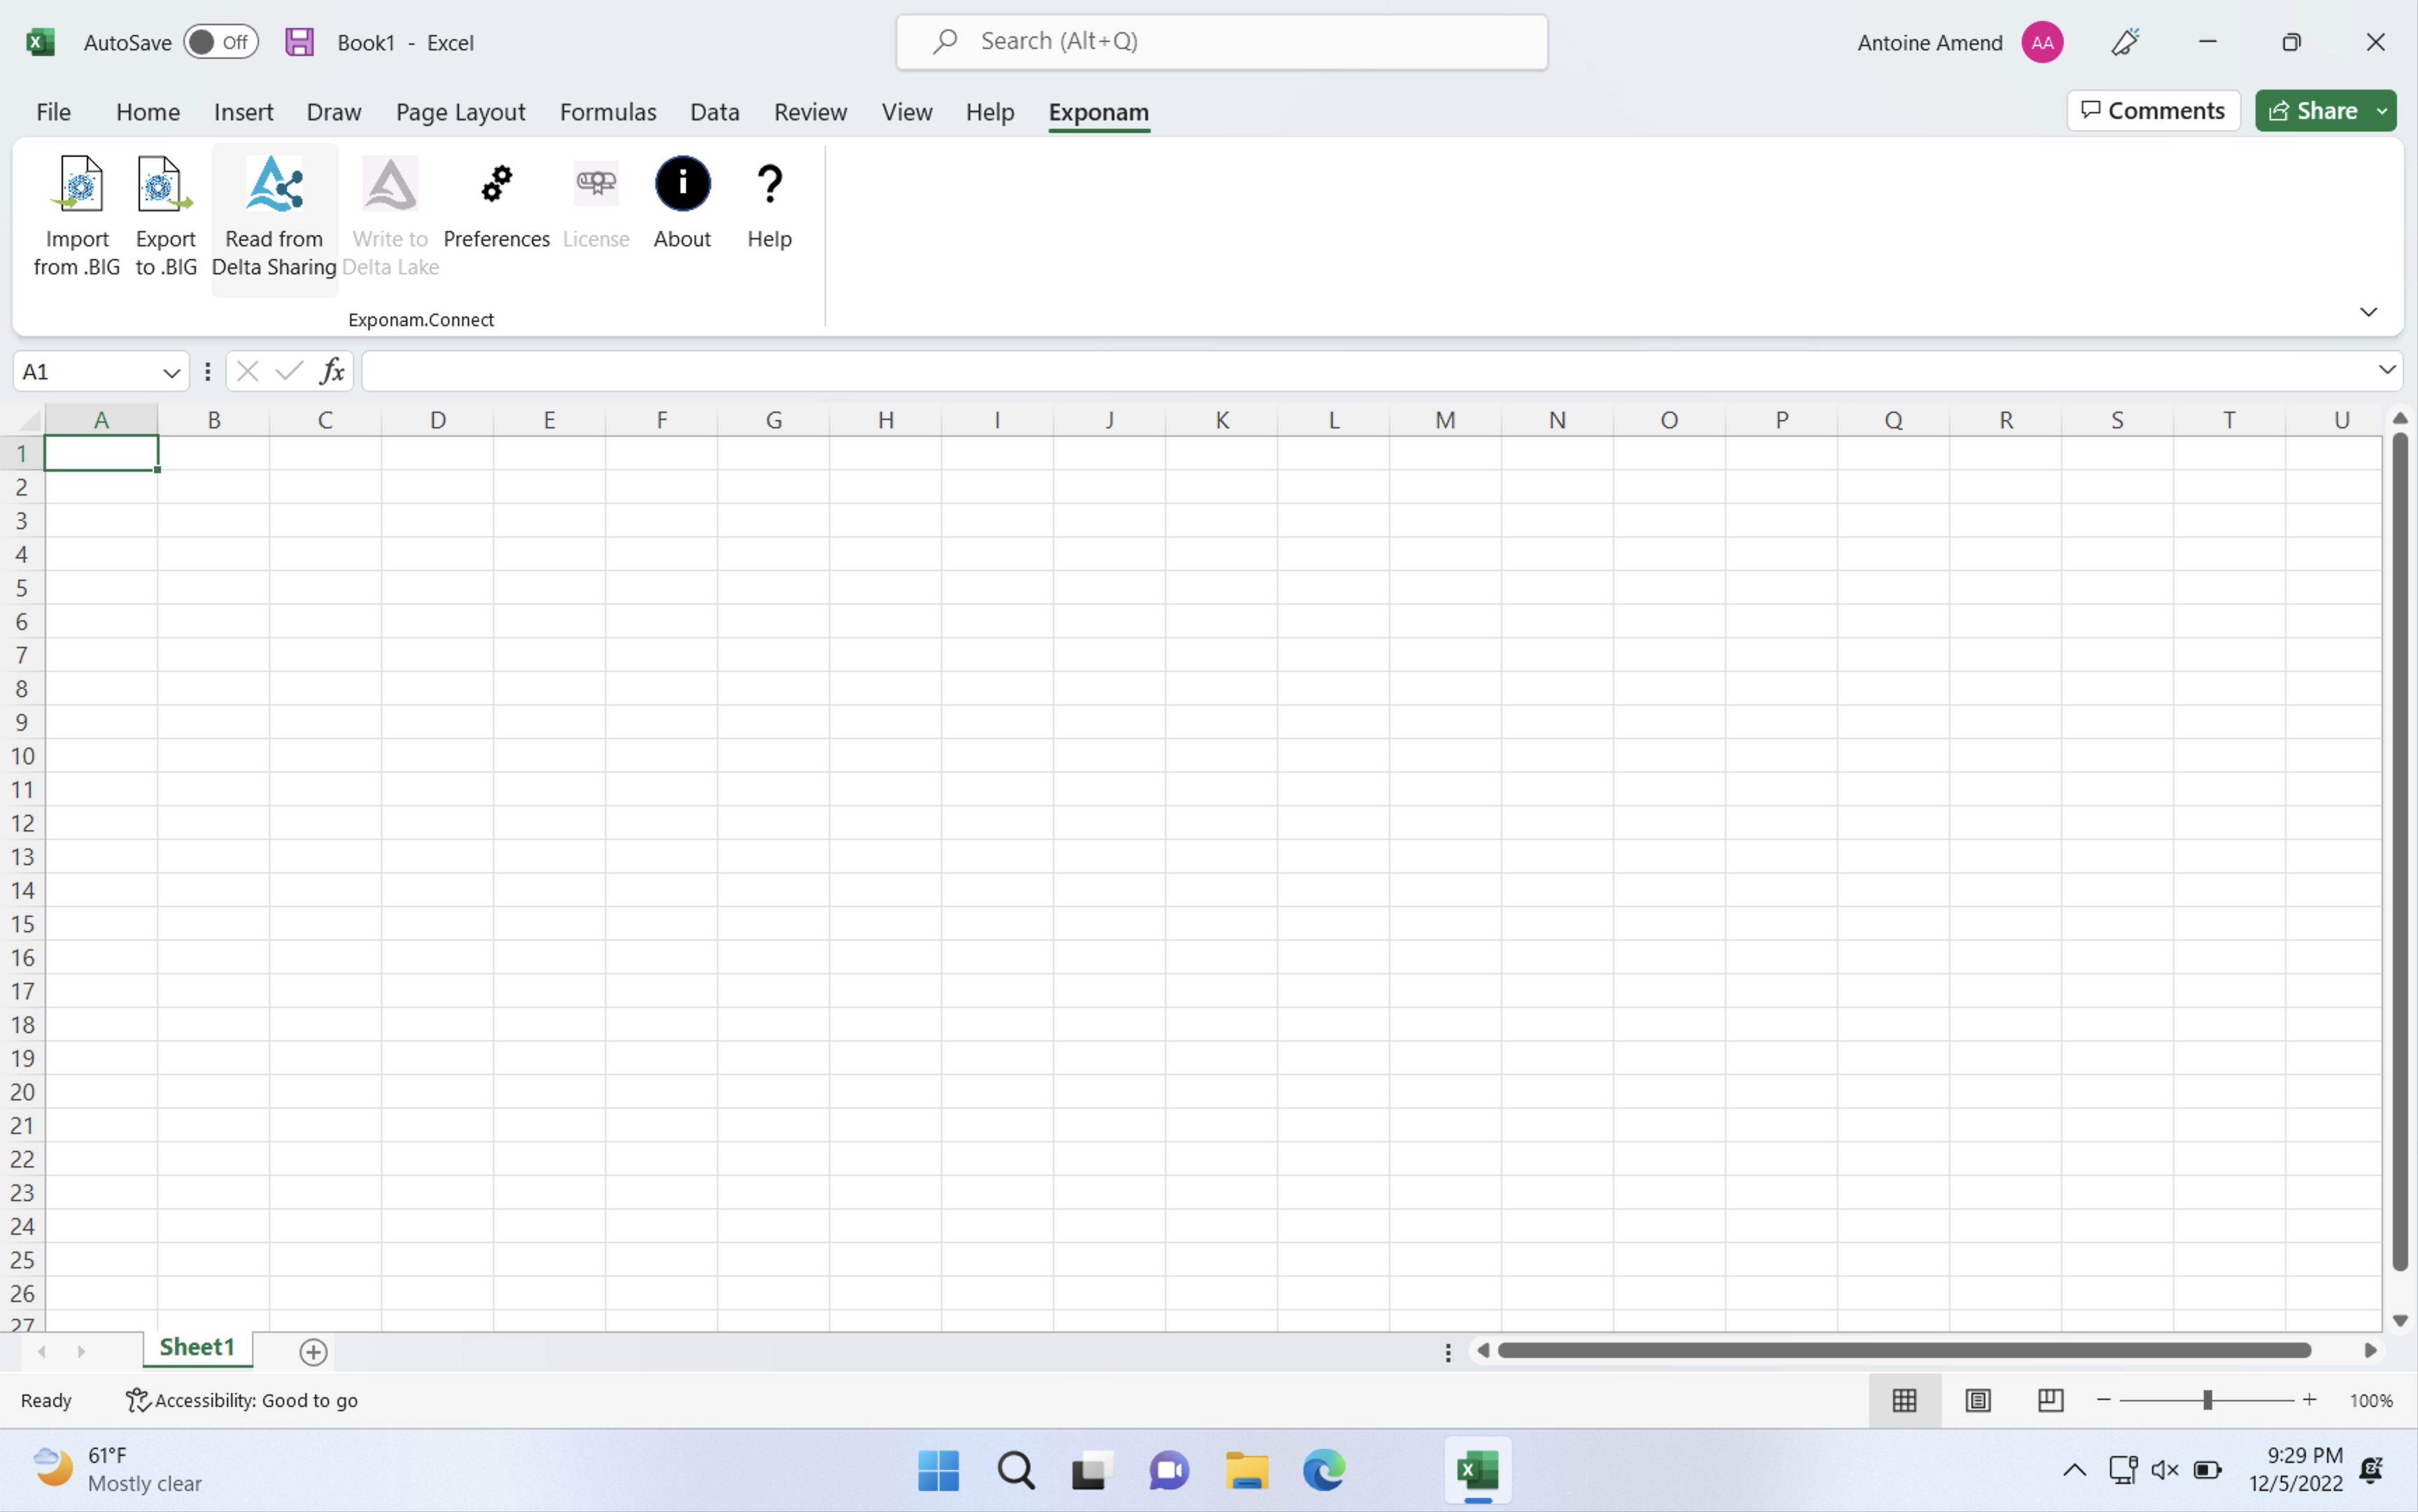 AutoSave Off Book1 - Excel Search (Alt+Q) Antoine Amend AA
File Home Insert Draw Page Layout Formulas Data Review View Help Exponam Comments Share
Import Export Read from Write to Preferences License About Help
from .BIG to .BIG Delta Sharing Delta Lake
Exponam.Connect
A1 fx
A B C D E F G H I J K L M N O P Q R S T U
1
2
3
4
5
6
7
8
9
10
11
12
13
14
15
16
17
18
19
20
21
22
23
24
25
26
27
Sheet1
Ready Accessibility: Good to go 100%
61°F 9:29 PM
Mostly clear 12/5/2022